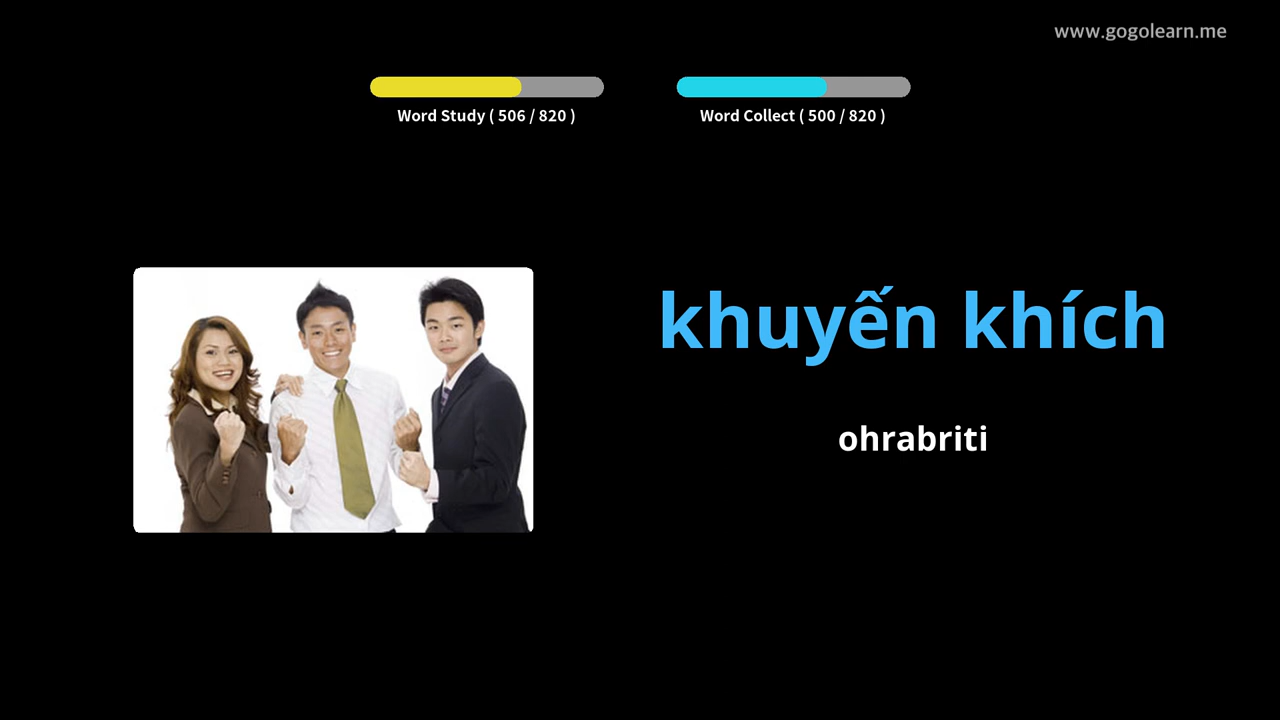 www.gogolearn.me
Word Study ( 506 / 820 )
Word Collect ( 500 / 820 )
khuyến khích
ohrabriti